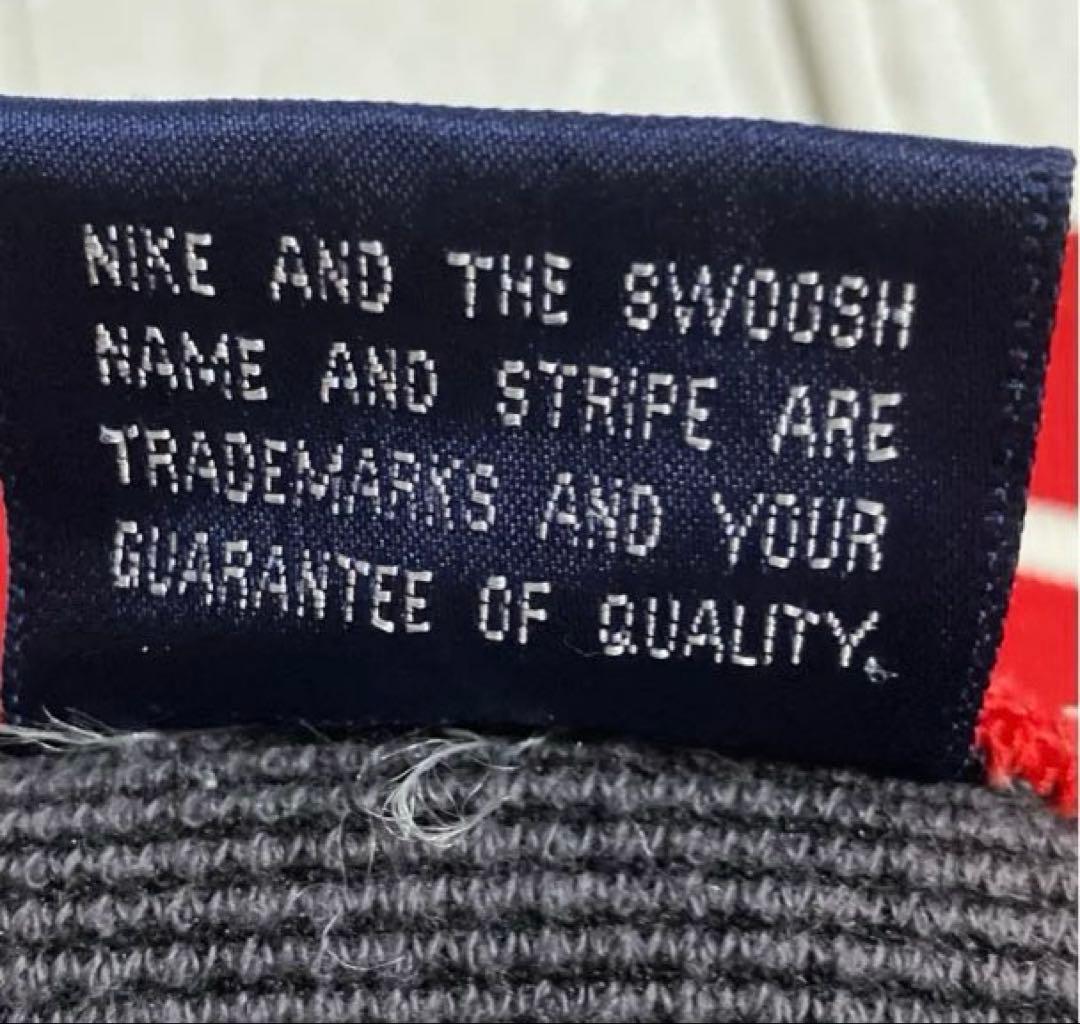 NIKE AND THE SWOOSH
NAME AND STRIPE ARE
TRADEMARKS AND YOUR
GUARANTEE OF QUALITY.